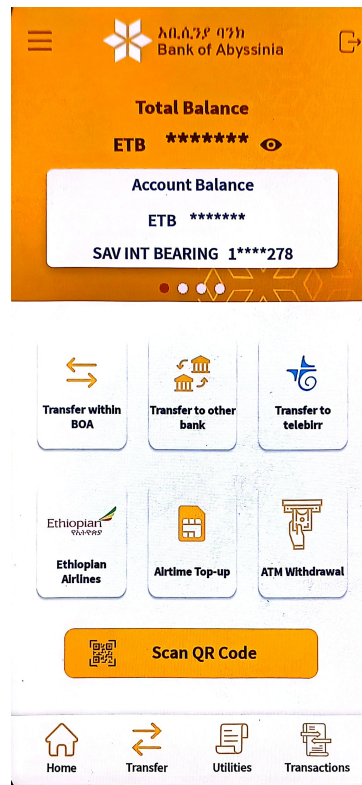 አቢሲንያ ባንክ
Bank of Abyssinia
Total Balance
ETB *******
Account Balance
ETB *******
SAV INT BEARING 1****278
Transfer within
BOA
Transfer to other
bank
Transfer to
telebirr
Ethiopian
የኢትዮጵያ
Ethiopian
Airlines
Airtime Top-up
ATM Withdrawal
Scan QR Code
Home
Transfer
Utilities
Transactions